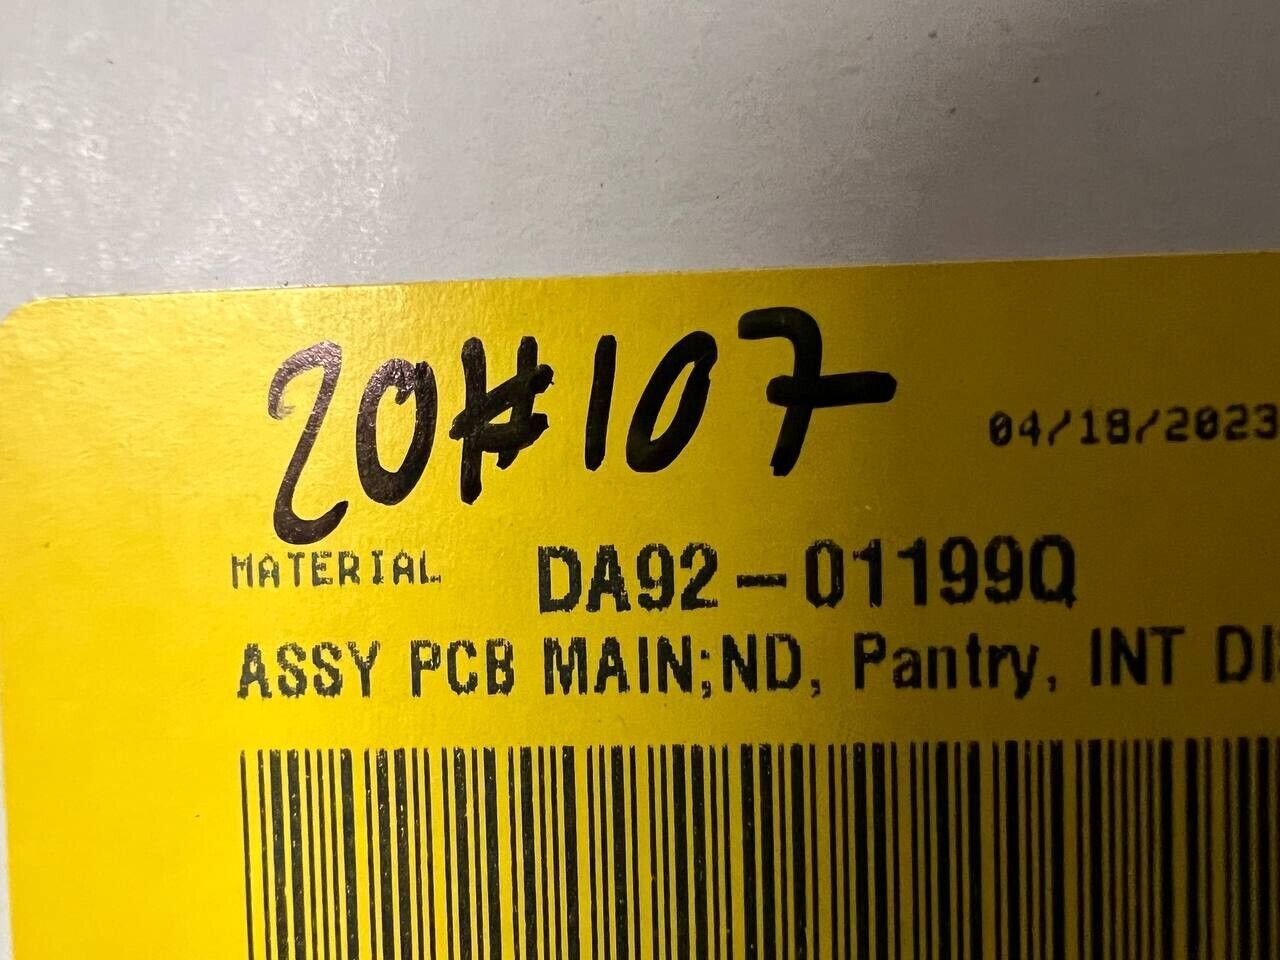 20#107
04/18/2023
MATERIAL DA92-01199Q
ASSY PCB MAIN;ND, Pantry, INT